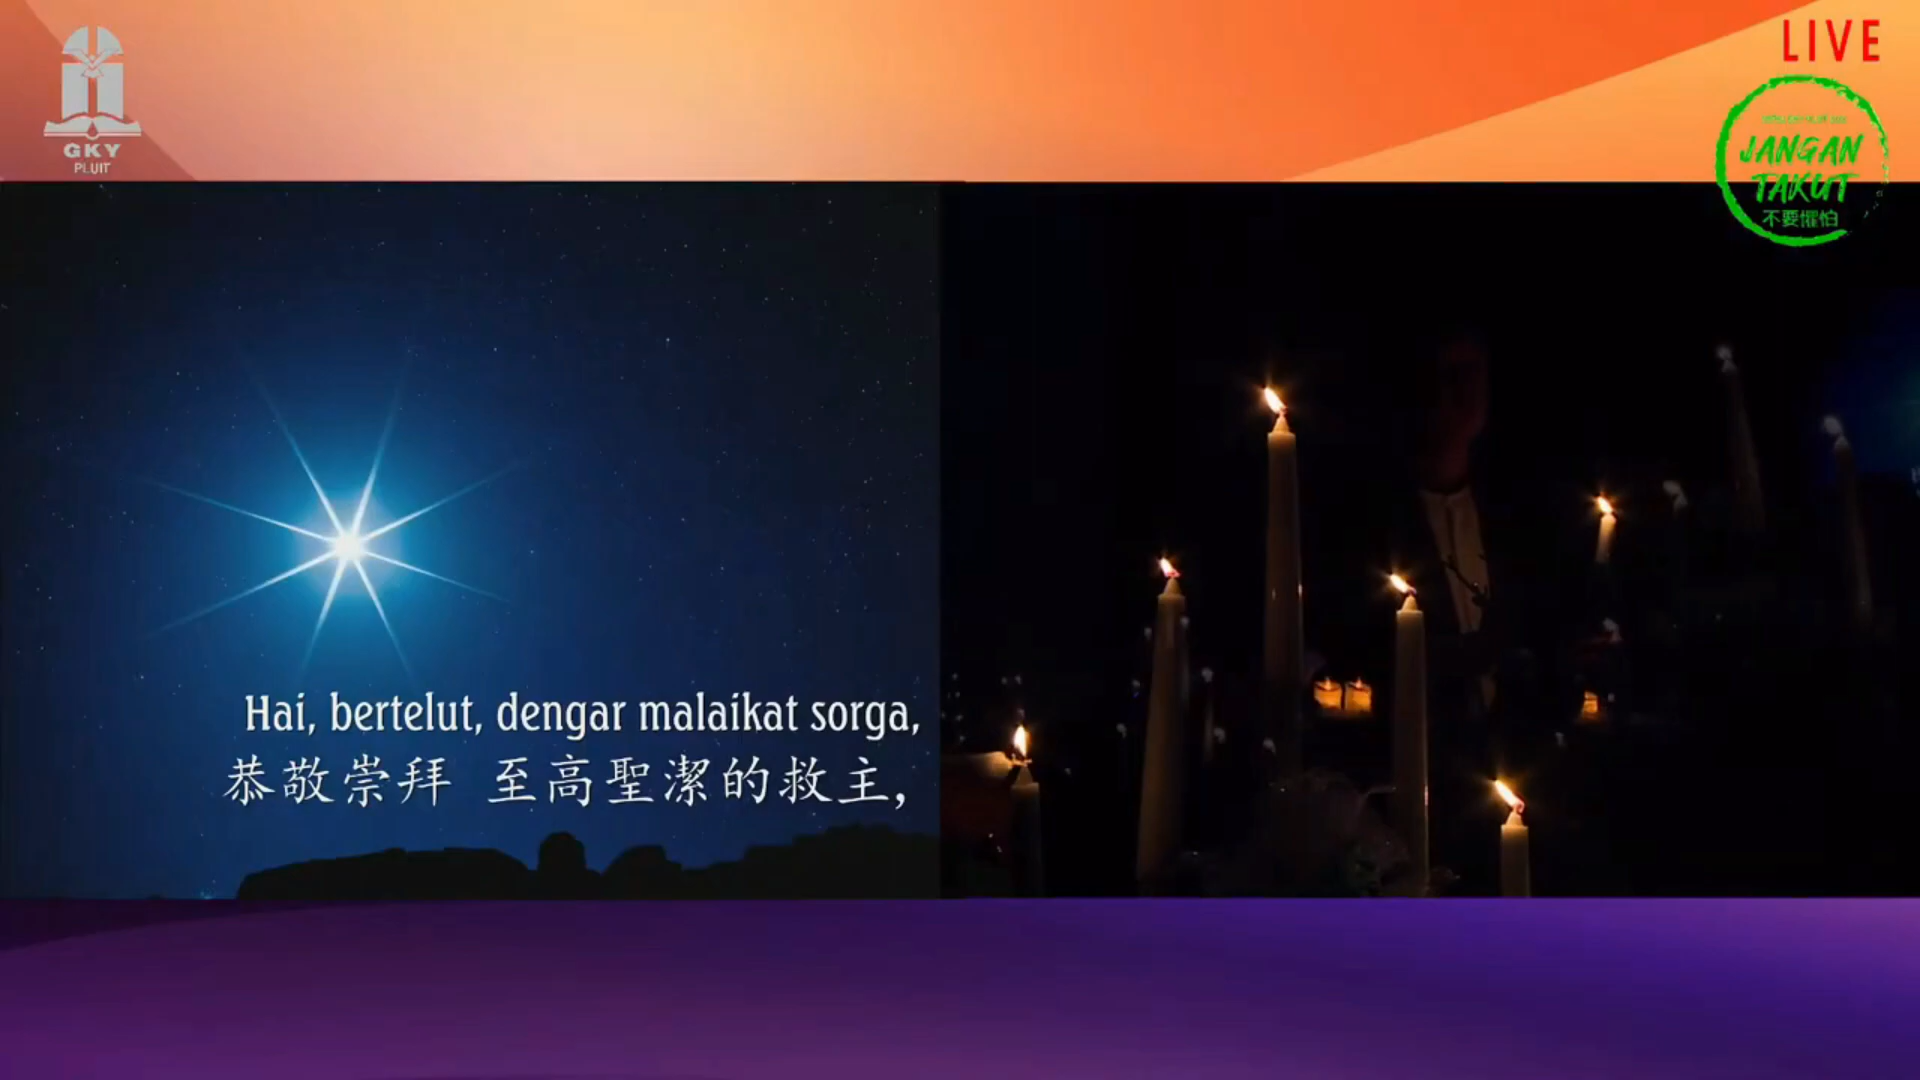 GKY
PLUIT
LIVE
JANGAN
TAKUT
不要懼怕
Hai, bertelut, dengar malaikat sorga,
恭敬崇拜 至高聖潔的救主,